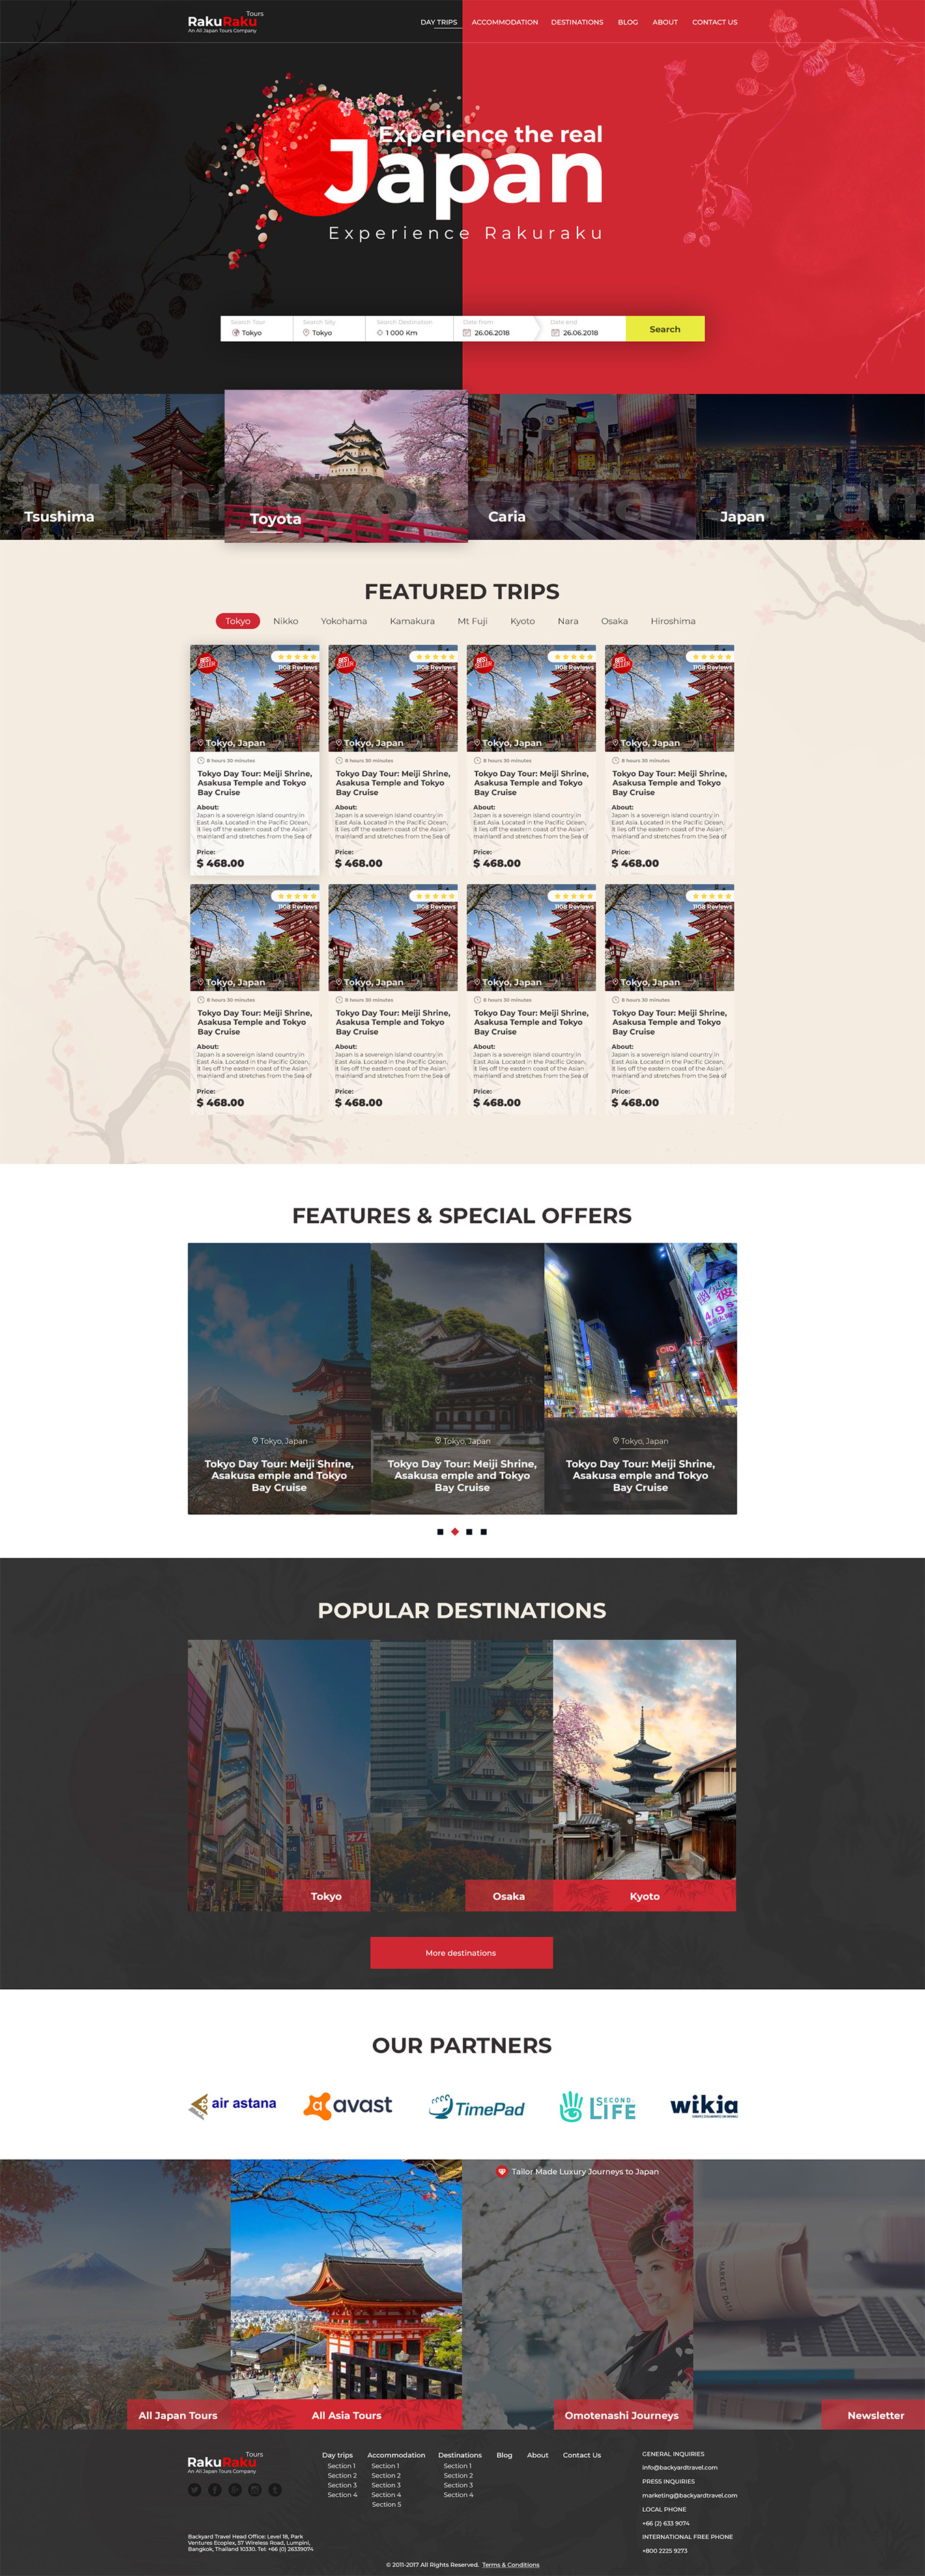 Tours
RakuRaku
An All Japan Tours Company
DAY TRIPS
ACCOMMODATION
DESTINATIONS
BLOG
ABOUT
CONTACT US
Experience the real
Japan
Experience Rakuraku
Search Tour
Tokyo
Search Sity
Tokyo
Search Destination
1 000 Km
Date from
26.06.2018
Date end
26.06.2018
Search
Tsushima
Toyota
Caria
Japan
FEATURED TRIPS
Tokyo
Nikko
Yokohama
Kamakura
Mt Fuji
Kyoto
Nara
Osaka
Hiroshima
BEST SELLER
1108 Reviews
Tokyo, Japan
8 hours 30 minutes
Tokyo Day Tour: Meiji Shrine,
Asakusa Temple and Tokyo
Bay Cruise
About:
Japan is a sovereign island country in
East Asia. Located in the Pacific Ocean,
it lies off the eastern coast of the Asian
mainland and stretches from the Sea of
Price:
$ 468.00
BEST SELLER
1108 Reviews
Tokyo, Japan
8 hours 30 minutes
Tokyo Day Tour: Meiji Shrine,
Asakusa Temple and Tokyo
Bay Cruise
About:
Japan is a sovereign island country in
East Asia. Located in the Pacific Ocean,
it lies off the eastern coast of the Asian
mainland and stretches from the Sea of
Price:
$ 468.00
BEST SELLER
1108 Reviews
Tokyo, Japan
8 hours 30 minutes
Tokyo Day Tour: Meiji Shrine,
Asakusa Temple and Tokyo
Bay Cruise
About:
Japan is a sovereign island country in
East Asia. Located in the Pacific Ocean,
it lies off the eastern coast of the Asian
mainland and stretches from the Sea of
Price:
$ 468.00
BEST SELLER
1108 Reviews
Tokyo, Japan
8 hours 30 minutes
Tokyo Day Tour: Meiji Shrine,
Asakusa Temple and Tokyo
Bay Cruise
About:
Japan is a sovereign island country in
East Asia. Located in the Pacific Ocean,
it lies off the eastern coast of the Asian
mainland and stretches from the Sea of
Price:
$ 468.00
1108 Reviews
Tokyo, Japan
8 hours 30 minutes
Tokyo Day Tour: Meiji Shrine,
Asakusa Temple and Tokyo
Bay Cruise
About:
Japan is a sovereign island country in
East Asia. Located in the Pacific Ocean,
it lies off the eastern coast of the Asian
mainland and stretches from the Sea of
Price:
$ 468.00
1108 Reviews
Tokyo, Japan
8 hours 30 minutes
Tokyo Day Tour: Meiji Shrine,
Asakusa Temple and Tokyo
Bay Cruise
About:
Japan is a sovereign island country in
East Asia. Located in the Pacific Ocean,
it lies off the eastern coast of the Asian
mainland and stretches from the Sea of
Price:
$ 468.00
1108 Reviews
Tokyo, Japan
8 hours 30 minutes
Tokyo Day Tour: Meiji Shrine,
Asakusa Temple and Tokyo
Bay Cruise
About:
Japan is a sovereign island country in
East Asia. Located in the Pacific Ocean,
it lies off the eastern coast of the Asian
mainland and stretches from the Sea of
Price:
$ 468.00
1108 Reviews
Tokyo, Japan
8 hours 30 minutes
Tokyo Day Tour: Meiji Shrine,
Asakusa Temple and Tokyo
Bay Cruise
About:
Japan is a sovereign island country in
East Asia. Located in the Pacific Ocean,
it lies off the eastern coast of the Asian
mainland and stretches from the Sea of
Price:
$ 468.00
FEATURES & SPECIAL OFFERS
Tokyo, Japan
Tokyo Day Tour: Meiji Shrine,
Asakusa emple and Tokyo
Bay Cruise
Tokyo, Japan
Tokyo Day Tour: Meiji Shrine,
Asakusa emple and Tokyo
Bay Cruise
OIOI
4/9
Tokyo, Japan
Tokyo Day Tour: Meiji Shrine,
Asakusa emple and Tokyo
Bay Cruise
POPULAR DESTINATIONS
Tokyo
Osaka
Kyoto
More destinations
OUR PARTNERS
air astana
avast
TimePad
SECOND LIFE
wikia
Tailor Made Luxury Journeys to Japan
MARKET DA
All Japan Tours
All Asia Tours
Omotenashi Journeys
Newsletter
Tours
RakuRaku
An All Japan Tours Company
Backyard Travel Head Office: Level 18, Park
Ventures Ecoplex, 57 Wireless Road, Lumpini,
Bangkok, Thailand 10330. Tel: +66 (0) 26339074
Day trips
Section 1
Section 2
Section 3
Section 4
Accommodation
Section 1
Section 2
Section 3
Section 4
Section 5
Destinations
Section 1
Section 2
Section 3
Section 4
Blog
About
Contact Us
GENERAL INQUIRIES
info@backyardtravel.com
PRESS INQUIRIES
marketing@backyardtravel.com
LOCAL PHONE
+66 (2) 633 9074
INTERNATIONAL FREE PHONE
+800 2225 9273
© 2011-2017 All Rights Reserved. Terms & Conditions